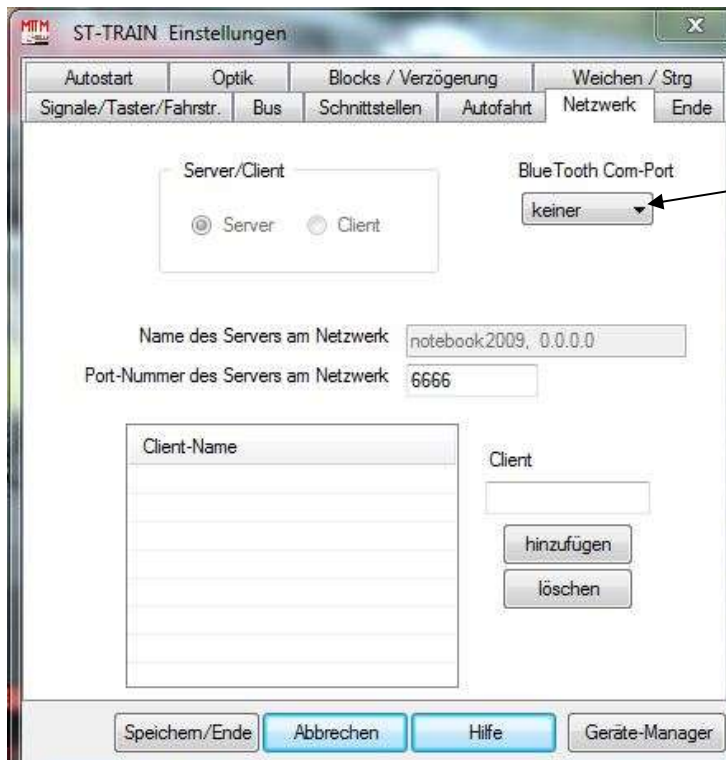 MTTM ST-TRAIN Einstellungen
Autostart Optik Blocks / Verzögerung Weichen / Strg
Signale/Taster/Fahrstr. Bus Schnittstellen Autofahrt Netzwerk Ende
Server/Client BlueTooth Com-Port
keiner
Server Client
Name des Servers am Netzwerk notebook2009, 0.0.0.0
Port-Nummer des Servers am Netzwerk 6666
Client-Name
Client
hinzufügen
löschen
Speichern/Ende Abbrechen Hilfe Geräte-Manager